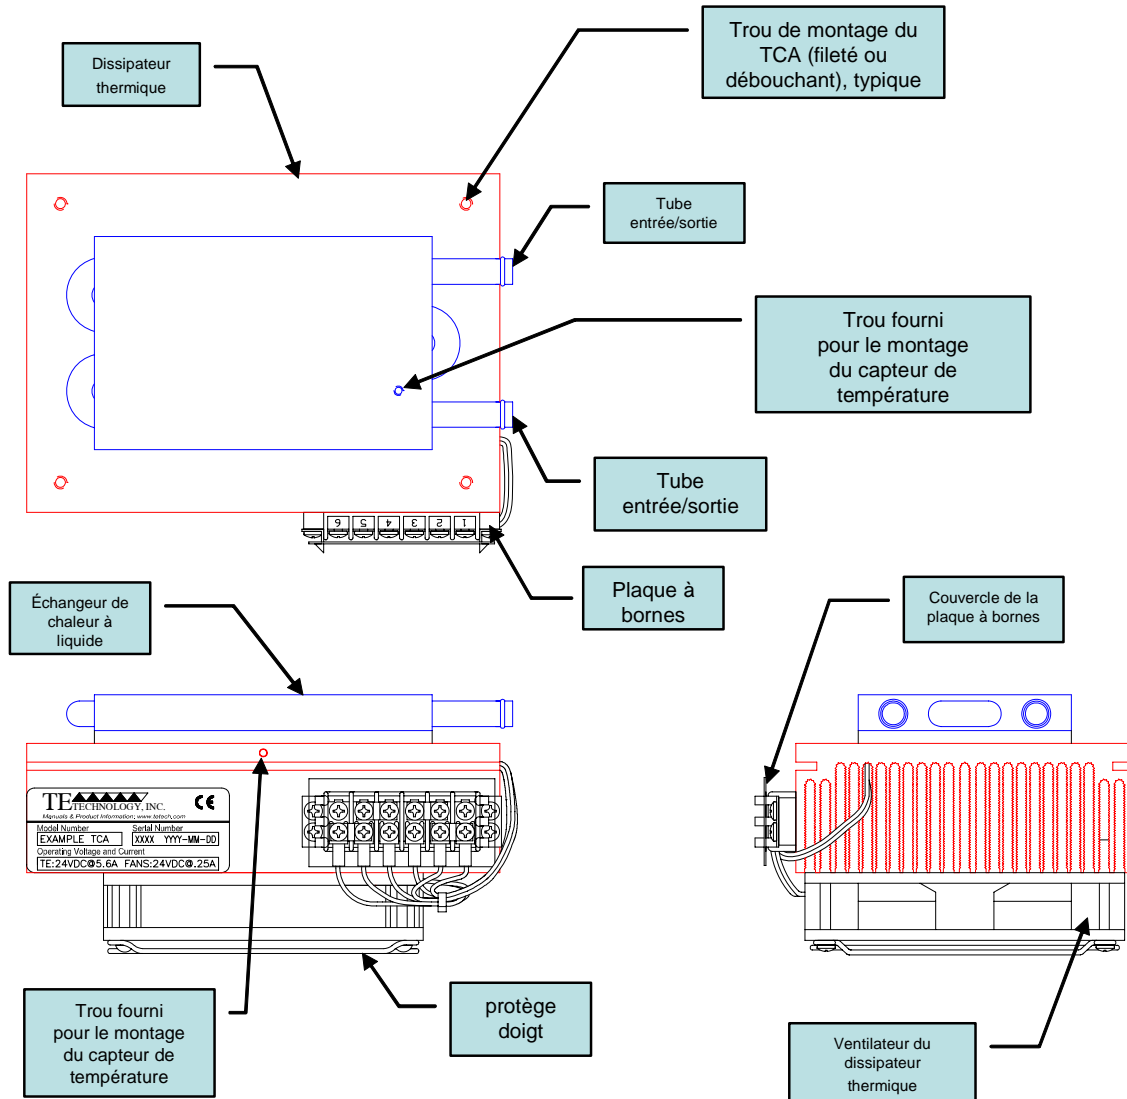 Trou de montage du
TCA (fileté ou
débouchant), typique
Dissipateur
thermique
Tube
entrée/sortie
Trou fourni
pour le montage
du capteur de
température
Tube
entrée/sortie
6 5 4 3 2 1
Plaque à
bornes
Échangeur de
chaleur à
liquide
Couvercle de la
plaque à bornes
TE TECHNOLOGY, INC. CE
Manuals & Product Information: www.tetech.com
Model Number Serial Number
EXAMPLE TCA XXXX YYYY-MM-DD
Operating Voltage and Current
TE:24VDC@5.6A FANS:24VDC@.25A
Trou fourni
pour le montage
du capteur de
température
protège
doigt
Ventilateur du
dissipateur
thermique